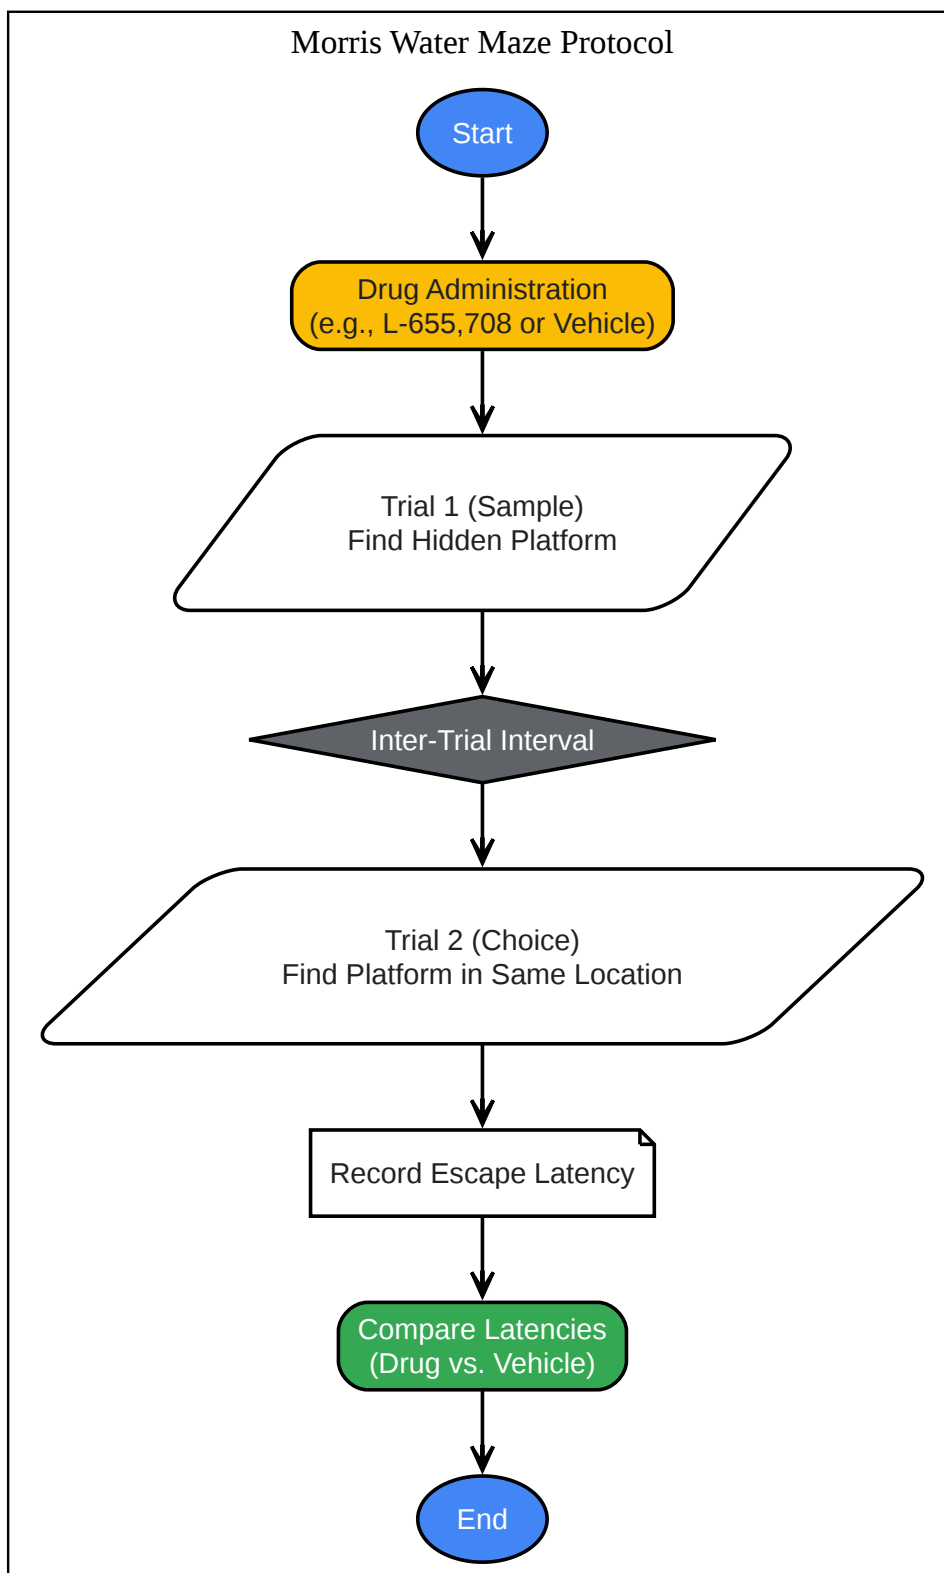 Morris Water Maze Protocol
Start
Drug Administration
(e.g., L-655,708 or Vehicle)
Trial 1 (Sample)
Find Hidden Platform
Inter-Trial Interval
Trial 2 (Choice)
Find Platform in Same Location
Record Escape Latency
Compare Latencies
(Drug vs. Vehicle)
End